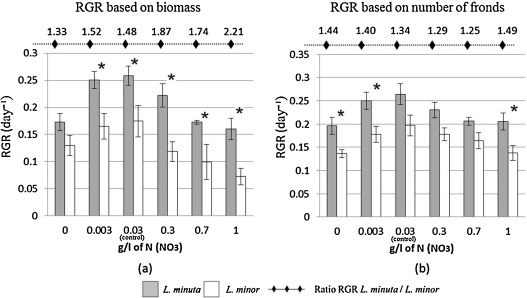 RGR based on biomass
1.33 1.52 1.48 1.87 1.74 2.21
0.3
0.25
0.2
0.15
0.1
0.05
0
RGR (day⁻¹)
* * * * *
0 0.003 0.03 0.3 0.7 1
(control)
g/l of N (NO3)
(a)
RGR based on number of fronds
1.44 1.40 1.34 1.29 1.25 1.49
0.35
0.3
0.25
0.2
0.15
0.1
0.05
0
RGR (day⁻¹)
* * *
0 0.003 0.03 0.3 0.7 1
(control)
g/l of N (NO3)
(b)
L. minuta L. minor Ratio RGR L. minuta / L. minor